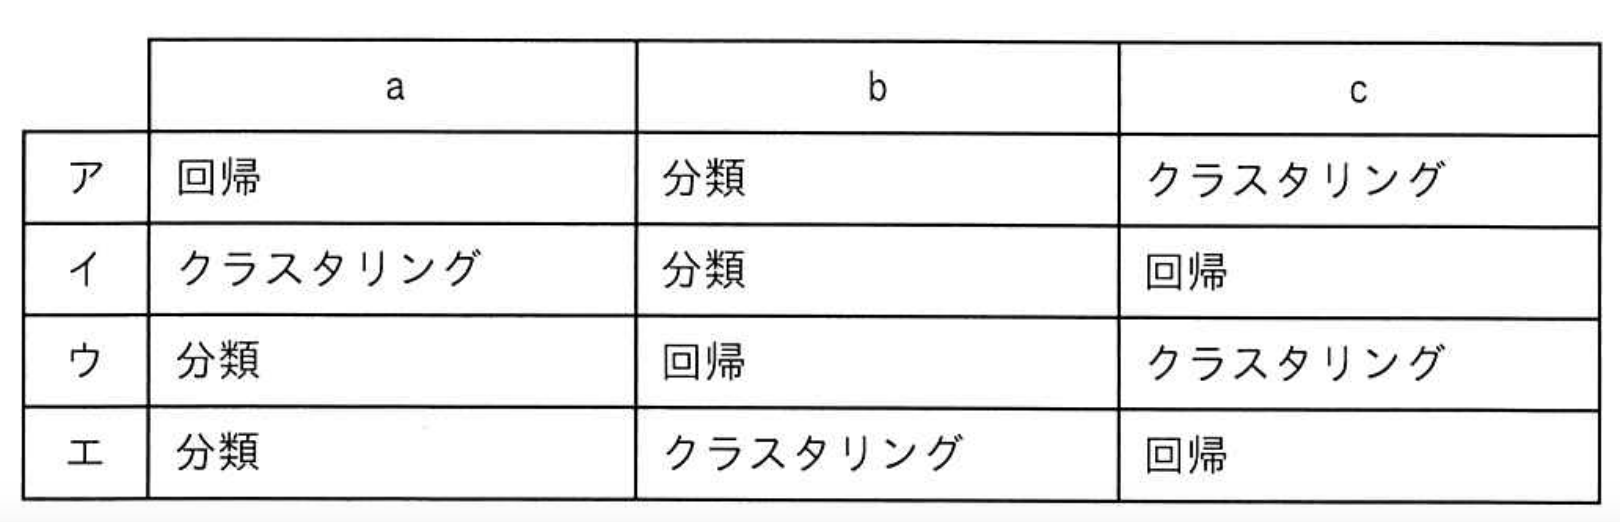 a b c
ア 回帰 分類 クラスタリング
イ クラスタリング 分類 回帰
ウ 分類 回帰 クラスタリング
エ 分類 クラスタリング 回帰